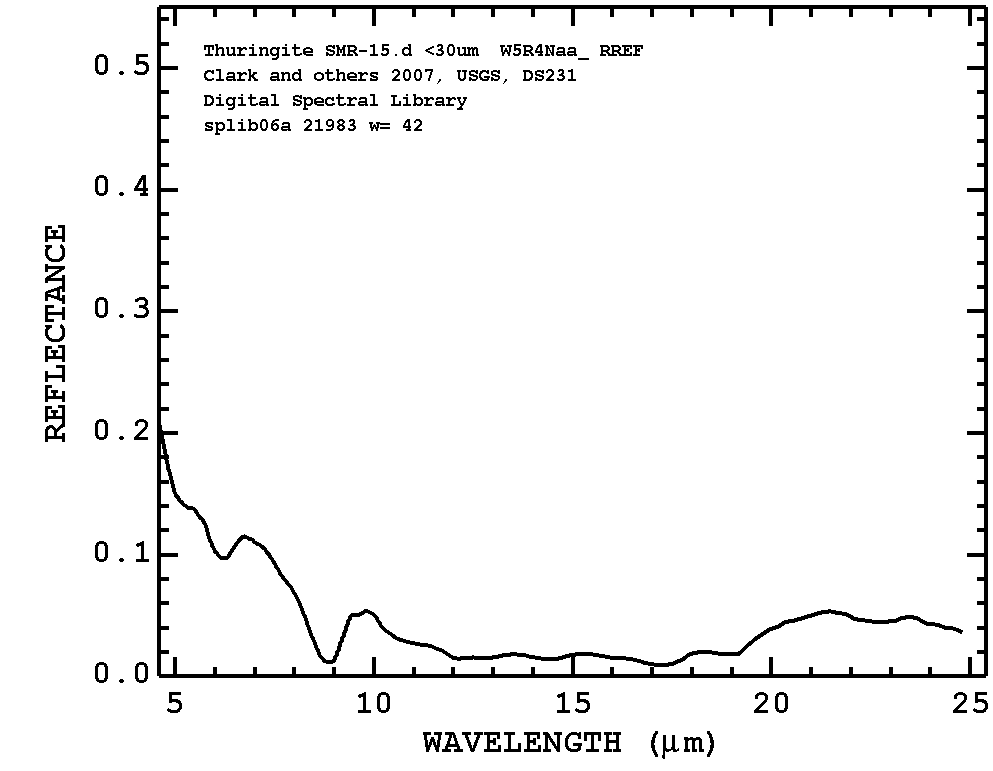 Thuringite SMR-15.d <30um W5R4Naa_ RREF
Clark and others 2007, USGS, DS231
Digital Spectral Library
splib06a 21983 w= 42
0.5
0.4
0.3
0.2
0.1
0.0
REFLECTANCE
5 10 15 20 25
WAVELENGTH (μm)